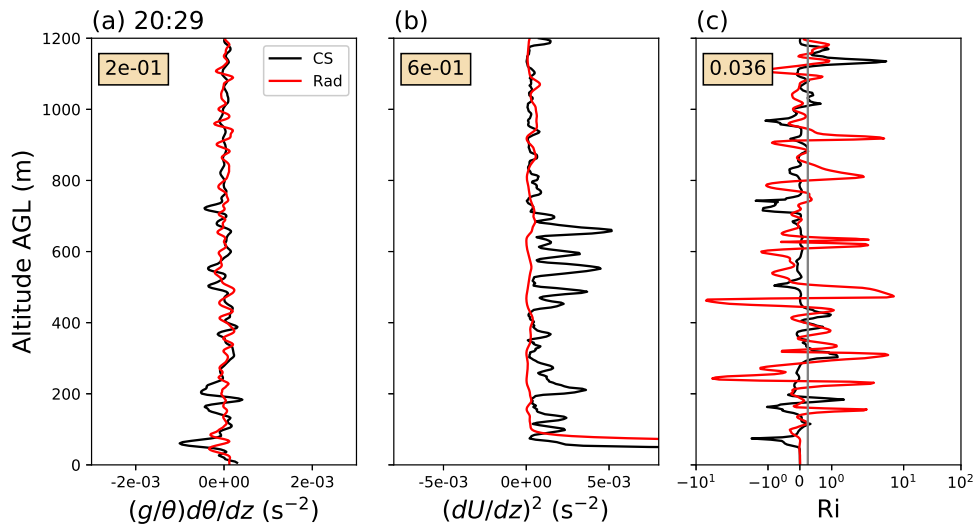 (a) 20:29
(b)
(c)
1200
1000
800
600
400
200
0
Altitude AGL (m)
2e-01
CS
Rad
6e-01
0.036
-2e-03 0e+00 2e-03
5e-03 0e+00 5e-03
−10¹ −10⁰ 0 10⁰ 10¹ 10²
(g/θ)dθ/dz (s⁻²)
(dU/dz)² (s⁻²)
Ri